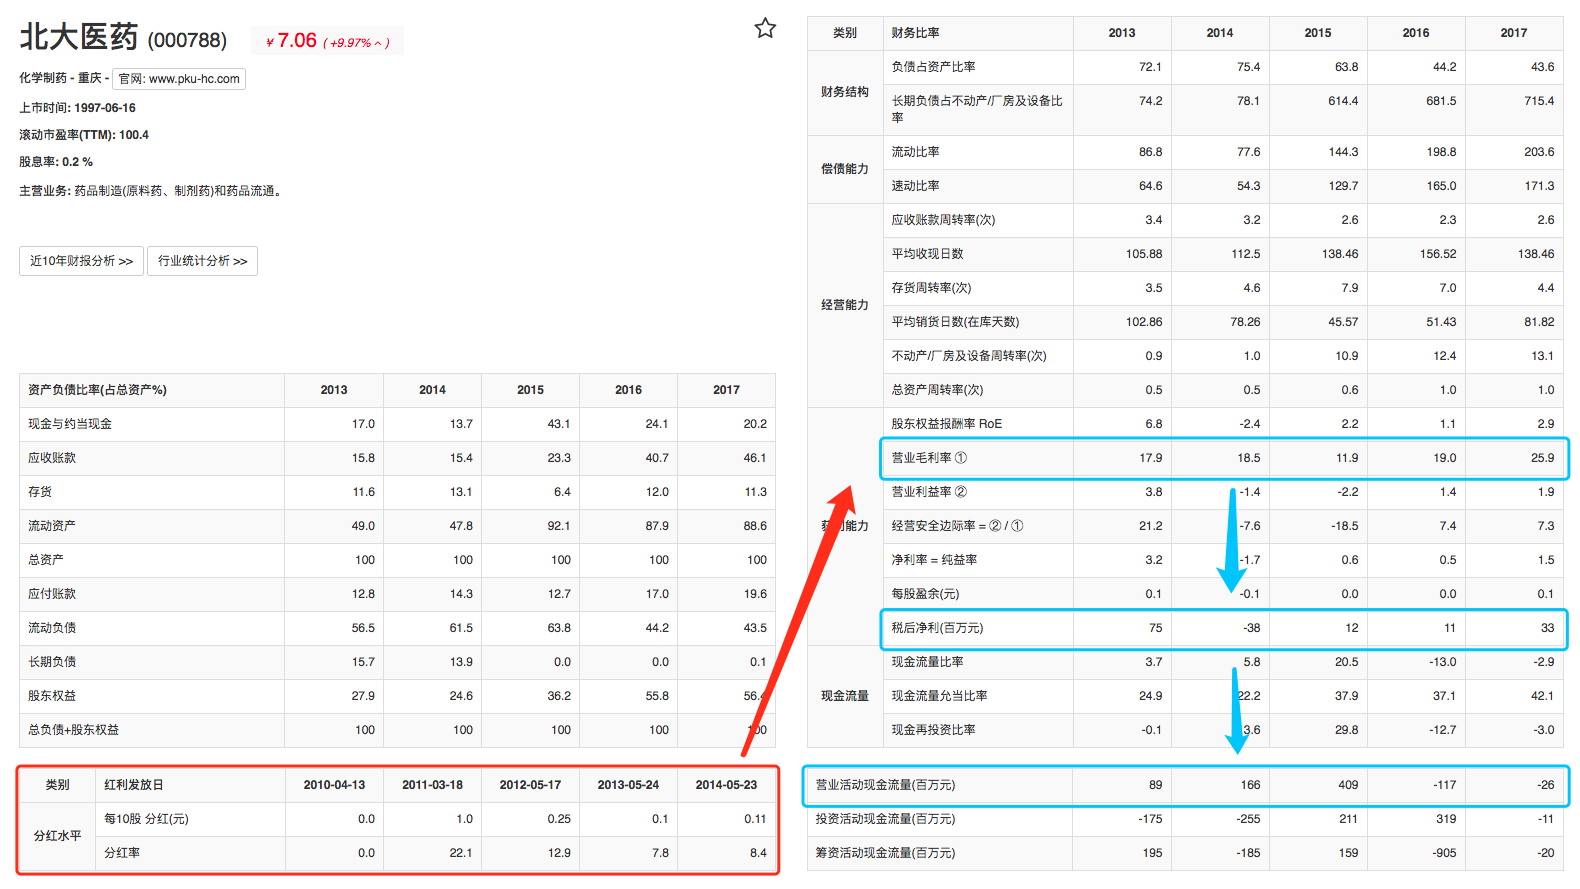 北大医药 (000788) ￥ 7.06 ( +9.97% ︿ )
化学制药 - 重庆 - 官网: www.pku-hc.com
上市时间: 1997-06-16
滚动市盈率(TTM): 100.4
股息率: 0.2 %
主营业务: 药品制造(原料药、制剂药)和药品流通。
近10年财报分析 >> 行业统计分析 >>
资产负债比率(占总资产%) 2013 2014 2015 2016 2017
现金与约当现金 17.0 13.7 43.1 24.1 20.2
应收账款 15.8 15.4 23.3 40.7 46.1
存货 11.6 13.1 6.4 12.0 11.3
流动资产 49.0 47.8 92.1 87.9 88.6
总资产 100 100 100 100 100
应付账款 12.8 14.3 12.7 17.0 19.6
流动负债 56.5 61.5 63.8 44.2 43.5
长期负债 15.7 13.9 0.0 0.0 0.1
股东权益 27.9 24.6 36.2 55.8 56.4
总负债+股东权益 100 100 100 100 100
类别 红利发放日 2010-04-13 2011-03-18 2012-05-17 2013-05-24 2014-05-23
分红水平
每10股 分红(元) 0.0 1.0 0.25 0.1 0.11
分红率 0.0 22.1 12.9 7.8 8.4
类别 财务比率 2013 2014 2015 2016 2017
财务结构
负债占资产比率 72.1 75.4 63.8 44.2 43.6
长期负债占不动产/厂房及设备比 74.2 78.1 614.4 681.5 715.4
率
偿债能力
流动比率 86.8 77.6 144.3 198.8 203.6
速动比率 64.6 54.3 129.7 165.0 171.3
经营能力
应收账款周转率(次) 3.4 3.2 2.6 2.3 2.6
平均收现日数 105.88 112.5 138.46 156.52 138.46
存货周转率(次) 3.5 4.6 7.9 7.0 4.4
平均销货日数(在库天数) 102.86 78.26 45.57 51.43 81.82
不动产/厂房及设备周转率(次) 0.9 1.0 10.9 12.4 13.1
总资产周转率(次) 0.5 0.5 0.6 1.0 1.0
获利能力
股东权益报酬率 RoE 6.8 -2.4 2.2 1.1 2.9
营业毛利率 ① 17.9 18.5 11.9 19.0 25.9
营业利益率 ② 3.8 -1.4 -2.2 1.4 1.9
经营安全边际率 = ② / ① 21.2 -7.6 -18.5 7.4 7.3
净利率 = 纯益率 3.2 -1.7 0.6 0.5 1.5
每股盈余(元) 0.1 -0.1 0.0 0.0 0.1
税后净利(百万元) 75 -38 12 11 33
现金流量
现金流量比率 3.7 5.8 20.5 -13.0 -2.9
现金流量允当比率 24.9 22.2 37.9 37.1 42.1
现金再投资比率 -0.1 3.6 29.8 -12.7 -3.0
营业活动现金流量(百万元) 89 166 409 -117 -26
投资活动现金流量(百万元) -175 -255 211 319 -11
筹资活动现金流量(百万元) 195 -185 159 -905 -20